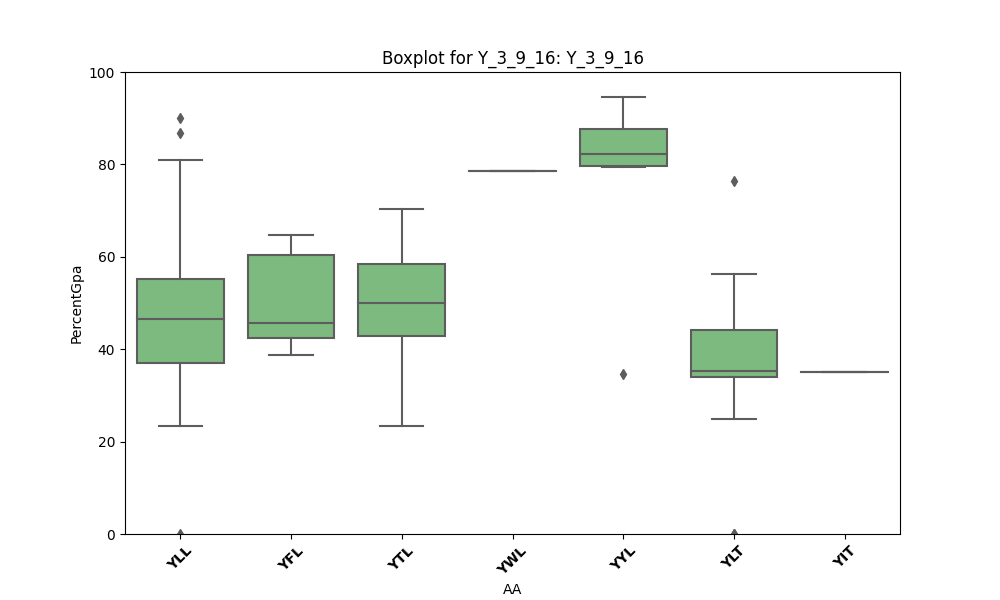 Boxplot for Y_3_9_16: Y_3_9_16
100
80
60
40
20
0
PercentGpa
YLL
YFL
YTL
YWL
YYL
YLT
YIT
AA